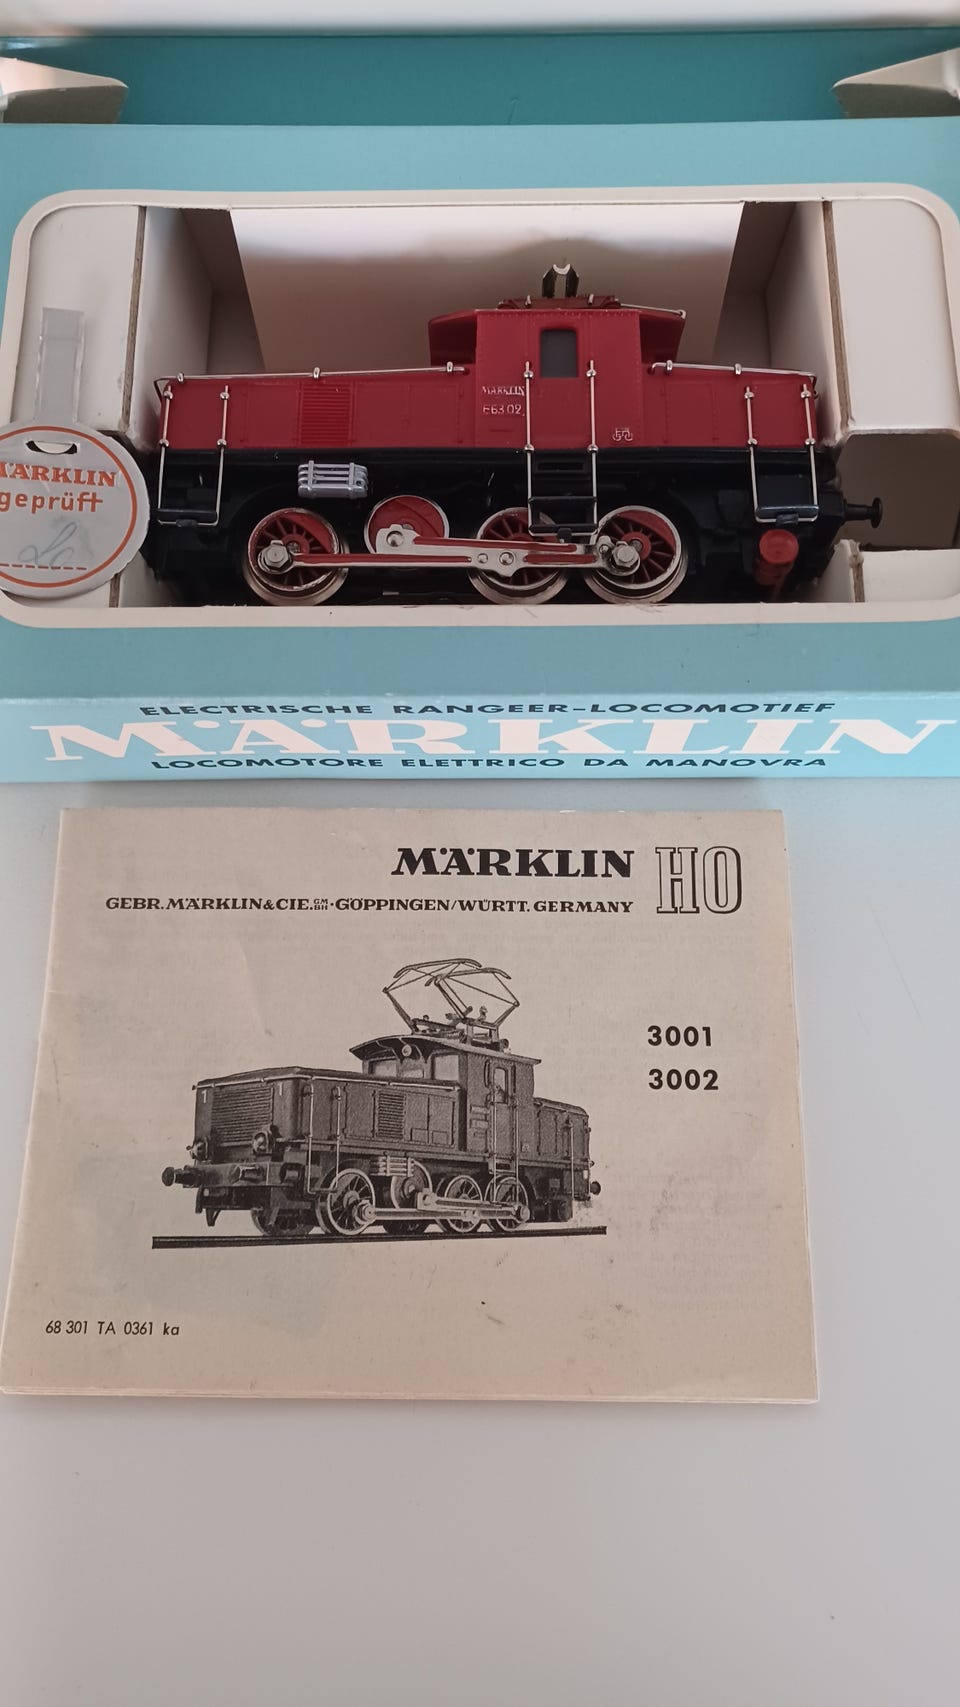 MÄRKLIN
E63 02
MÄRKLIN
geprüft
ELECTRISCHE RANGEER-LOCOMOTIEF
MÄRKLIN
LOCOMOTORE ELETTRICO DA MANOVRA
MÄRKLIN HO
GEBR.MÄRKLIN&CIE.GMBH·GÖPPINGEN/WÜRTT. GERMANY
3001
3002
1
68 301 TA 0361 ka